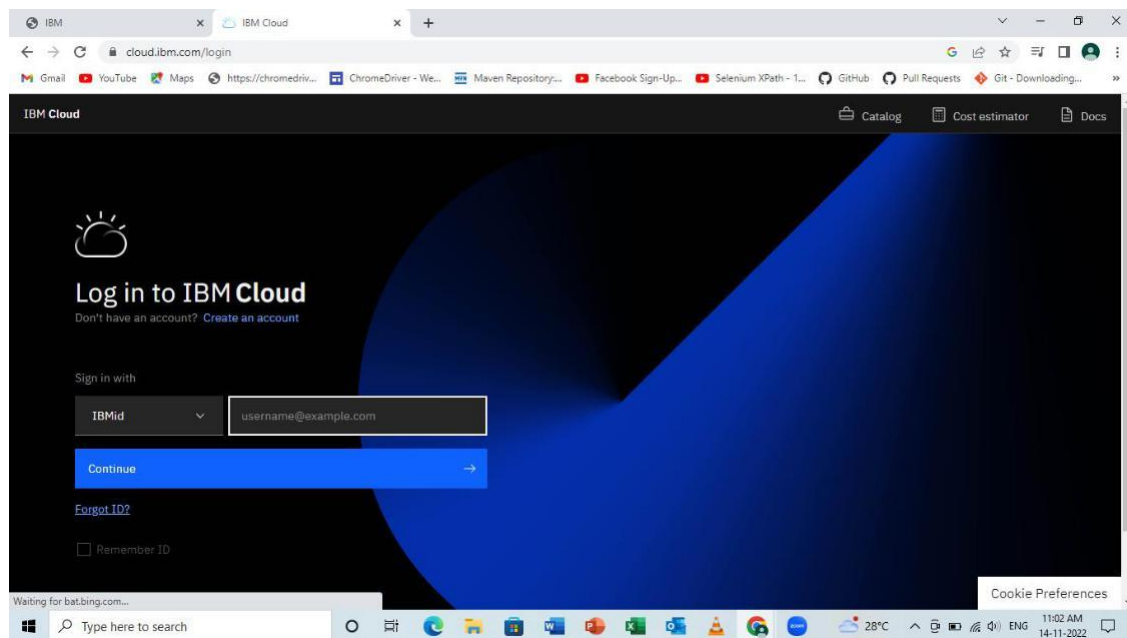 IBM
IBM Cloud
cloud.ibm.com/login
Gmail YouTube Maps https://chromedriv... ChromeDriver - We... Maven Repository:... Facebook Sign-Up... Selenium XPath - 1... GitHub Pull Requests Git - Downloading... »
IBM Cloud Catalog Cost estimator Docs
Log in to IBM Cloud
Don't have an account? Create an account
Sign in with
IBMid username@example.com
Continue
Forgot ID?
Remember ID
Cookie Preferences
Waiting for bat.bing.com...
Type here to search 28°C ENG 11:02 AM
14-11-2022